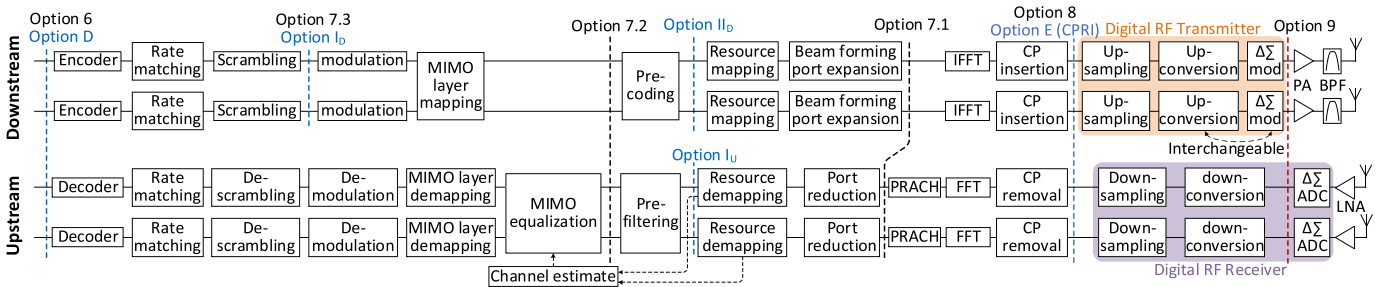 Option 6
Option D
Option 7.3
Option I_D
Option 7.2
Option II_D
Option 7.1
Option 8
Option E (CPRI)
Digital RF Transmitter
Option 9
Downstream
Encoder
Rate
matching
Scrambling
modulation
MIMO
layer
mapping
Pre-
coding
Resource
mapping
Beam forming
port expansion
IFFT
CP
insertion
Up-
sampling
Up-
conversion
ΔΣ
mod
PA BPF
Encoder
Rate
matching
Scrambling
modulation
Resource
mapping
Beam forming
port expansion
IFFT
CP
insertion
Up-
sampling
Up-
conversion
ΔΣ
mod
Interchangeable
Option I_U
Upstream
Decoder
Rate
matching
De-
scrambling
De-
modulation
MIMO layer
demapping
MIMO
equalization
Pre-
filtering
Resource
demapping
Port
reduction
PRACH
FFT
CP
removal
Down-
sampling
down-
conversion
ΔΣ
ADC
LNA
Decoder
Rate
matching
De-
scrambling
De-
modulation
MIMO layer
demapping
Resource
demapping
Port
reduction
PRACH
FFT
CP
removal
Down-
sampling
down-
conversion
ΔΣ
ADC
Channel estimate
Digital RF Receiver